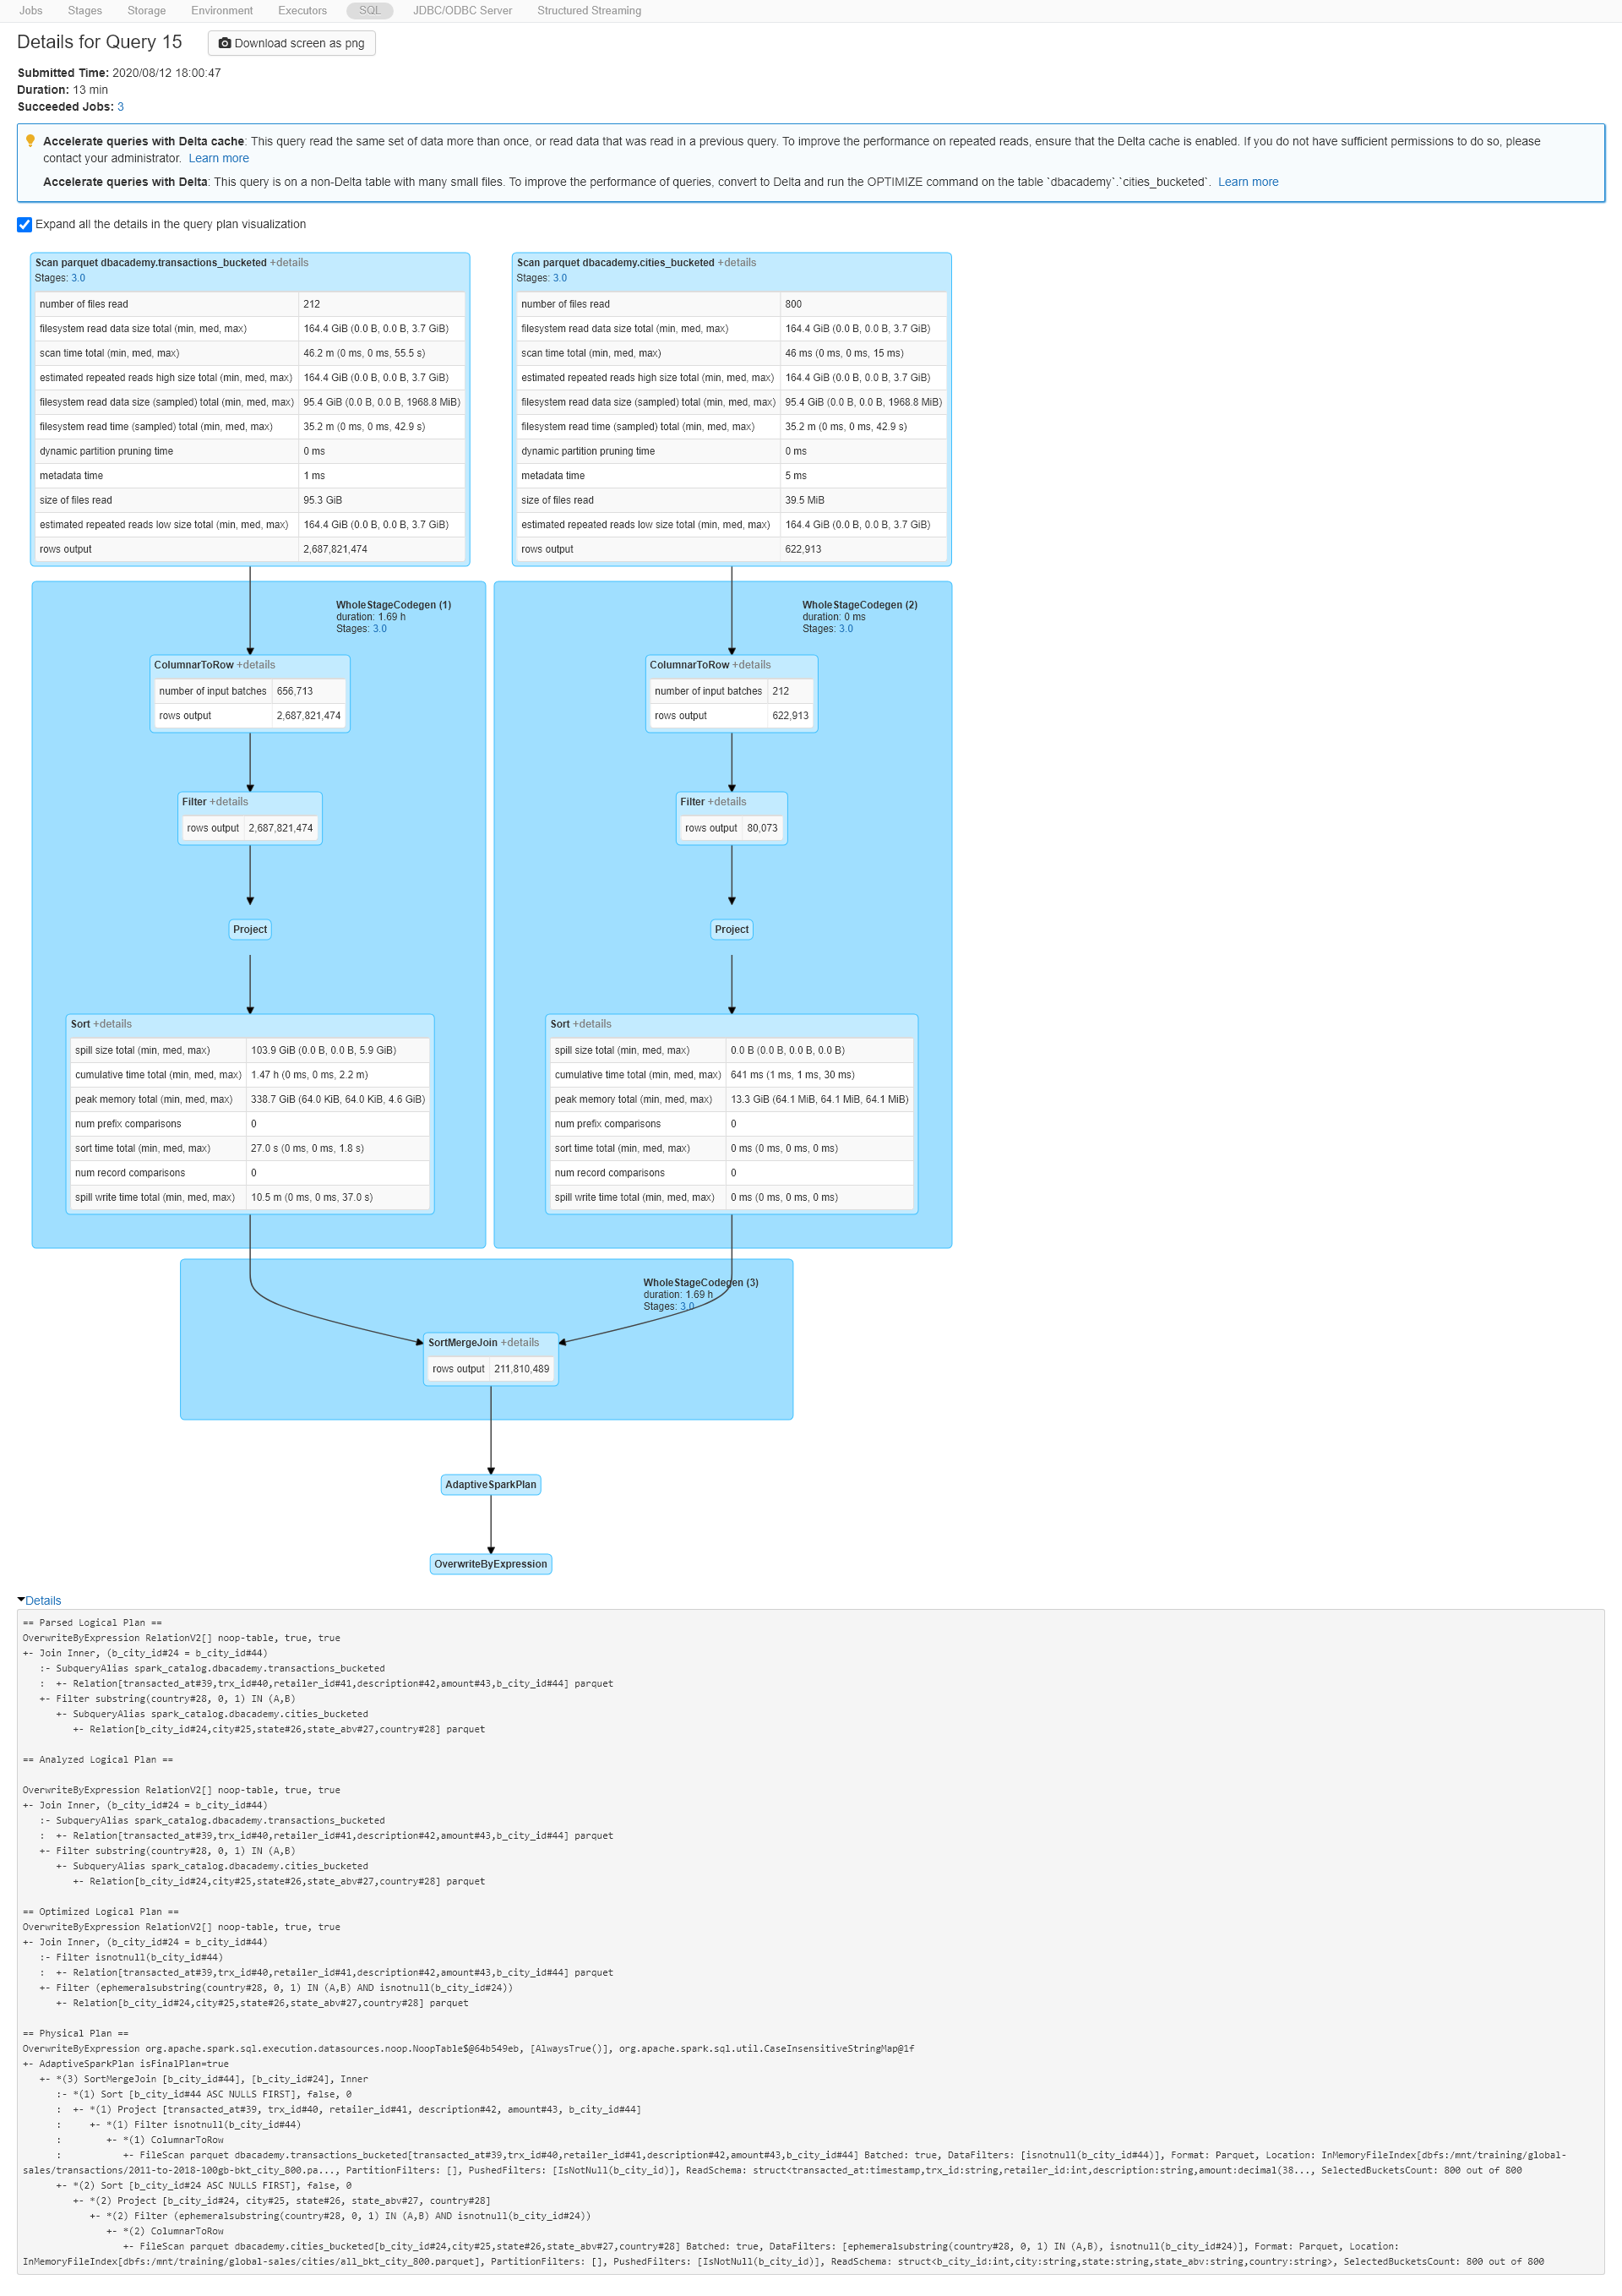 Jobs Stages Storage Environment Executors SQL JDBC/ODBC Server Structured Streaming
Details for Query 15 Download screen as png
Submitted Time: 2020/08/12 18:00:47
Duration: 13 min
Succeeded Jobs: 3
Accelerate queries with Delta cache: This query read the same set of data more than once, or read data that was read in a previous query. To improve the performance on repeated reads, ensure that the Delta cache is enabled. If you do not have sufficient permissions to do so, please
contact your administrator. Learn more
Accelerate queries with Delta: This query is on a non-Delta table with many small files. To improve the performance of queries, convert to Delta and run the OPTIMIZE command on the table `dbacademy`.`cities_bucketed`. Learn more
Expand all the details in the query plan visualization
Scan parquet dbacademy.transactions_bucketed +details
Stages: 3.0
number of files read 212
filesystem read data size total (min, med, max) 164.4 GiB (0.0 B, 0.0 B, 3.7 GiB)
scan time total (min, med, max) 46.2 m (0 ms, 0 ms, 55.5 s)
estimated repeated reads high size total (min, med, max) 164.4 GiB (0.0 B, 0.0 B, 3.7 GiB)
filesystem read data size (sampled) total (min, med, max) 95.4 GiB (0.0 B, 0.0 B, 1968.8 MiB)
filesystem read time (sampled) total (min, med, max) 35.2 m (0 ms, 0 ms, 42.9 s)
dynamic partition pruning time 0 ms
metadata time 1 ms
size of files read 95.3 GiB
estimated repeated reads low size total (min, med, max) 164.4 GiB (0.0 B, 0.0 B, 3.7 GiB)
rows output 2,687,821,474
Scan parquet dbacademy.cities_bucketed +details
Stages: 3.0
number of files read 800
filesystem read data size total (min, med, max) 164.4 GiB (0.0 B, 0.0 B, 3.7 GiB)
scan time total (min, med, max) 46 ms (0 ms, 0 ms, 15 ms)
estimated repeated reads high size total (min, med, max) 164.4 GiB (0.0 B, 0.0 B, 3.7 GiB)
filesystem read data size (sampled) total (min, med, max) 95.4 GiB (0.0 B, 0.0 B, 1968.8 MiB)
filesystem read time (sampled) total (min, med, max) 35.2 m (0 ms, 0 ms, 42.9 s)
dynamic partition pruning time 0 ms
metadata time 5 ms
size of files read 39.5 MiB
estimated repeated reads low size total (min, med, max) 164.4 GiB (0.0 B, 0.0 B, 3.7 GiB)
rows output 622,913
WholeStageCodegen (1)
duration: 1.69 h
Stages: 3.0
ColumnarToRow +details
number of input batches 656,713
rows output 2,687,821,474
Filter +details
rows output 2,687,821,474
Project
Sort +details
spill size total (min, med, max) 103.9 GiB (0.0 B, 0.0 B, 5.9 GiB)
cumulative time total (min, med, max) 1.47 h (0 ms, 0 ms, 2.2 m)
peak memory total (min, med, max) 338.7 GiB (64.0 KiB, 64.0 KiB, 4.6 GiB)
num prefix comparisons 0
sort time total (min, med, max) 27.0 s (0 ms, 0 ms, 1.8 s)
num record comparisons 0
spill write time total (min, med, max) 10.5 m (0 ms, 0 ms, 37.0 s)
WholeStageCodegen (2)
duration: 0 ms
Stages: 3.0
ColumnarToRow +details
number of input batches 212
rows output 622,913
Filter +details
rows output 80,073
Project
Sort +details
spill size total (min, med, max) 0.0 B (0.0 B, 0.0 B, 0.0 B)
cumulative time total (min, med, max) 641 ms (1 ms, 1 ms, 30 ms)
peak memory total (min, med, max) 13.3 GiB (64.1 MiB, 64.1 MiB, 64.1 MiB)
num prefix comparisons 0
sort time total (min, med, max) 0 ms (0 ms, 0 ms, 0 ms)
num record comparisons 0
spill write time total (min, med, max) 0 ms (0 ms, 0 ms, 0 ms)
WholeStageCodegen (3)
duration: 1.69 h
Stages: 3.0
SortMergeJoin +details
rows output 211,810,489
AdaptiveSparkPlan
OverwriteByExpression
Details
== Parsed Logical Plan ==
OverwriteByExpression RelationV2[] noop-table, true, true
+- Join Inner, (b_city_id#24 = b_city_id#44)
   :- SubqueryAlias spark_catalog.dbacademy.transactions_bucketed
   :  +- Relation[transacted_at#39,trx_id#40,retailer_id#41,description#42,amount#43,b_city_id#44] parquet
   +- Filter substring(country#28, 0, 1) IN (A,B)
      +- SubqueryAlias spark_catalog.dbacademy.cities_bucketed
         +- Relation[b_city_id#24,city#25,state#26,state_abv#27,country#28] parquet
== Analyzed Logical Plan ==
OverwriteByExpression RelationV2[] noop-table, true, true
+- Join Inner, (b_city_id#24 = b_city_id#44)
   :- SubqueryAlias spark_catalog.dbacademy.transactions_bucketed
   :  +- Relation[transacted_at#39,trx_id#40,retailer_id#41,description#42,amount#43,b_city_id#44] parquet
   +- Filter substring(country#28, 0, 1) IN (A,B)
      +- SubqueryAlias spark_catalog.dbacademy.cities_bucketed
         +- Relation[b_city_id#24,city#25,state#26,state_abv#27,country#28] parquet
== Optimized Logical Plan ==
OverwriteByExpression RelationV2[] noop-table, true, true
+- Join Inner, (b_city_id#24 = b_city_id#44)
   :- Filter isnotnull(b_city_id#44)
   :  +- Relation[transacted_at#39,trx_id#40,retailer_id#41,description#42,amount#43,b_city_id#44] parquet
   +- Filter (ephemeralsubstring(country#28, 0, 1) IN (A,B) AND isnotnull(b_city_id#24))
      +- Relation[b_city_id#24,city#25,state#26,state_abv#27,country#28] parquet
== Physical Plan ==
OverwriteByExpression org.apache.spark.sql.execution.datasources.noop.NoopTable$@64b549eb, [AlwaysTrue()], org.apache.spark.sql.util.CaseInsensitiveStringMap@1f
+- AdaptiveSparkPlan isFinalPlan=true
   +- *(3) SortMergeJoin [b_city_id#44], [b_city_id#24], Inner
      :- *(1) Sort [b_city_id#44 ASC NULLS FIRST], false, 0
      :  +- *(1) Project [transacted_at#39, trx_id#40, retailer_id#41, description#42, amount#43, b_city_id#44]
      :     +- *(1) Filter isnotnull(b_city_id#44)
      :        +- *(1) ColumnarToRow
      :           +- FileScan parquet dbacademy.transactions_bucketed[transacted_at#39,trx_id#40,retailer_id#41,description#42,amount#43,b_city_id#44] Batched: true, DataFilters: [isnotnull(b_city_id#44)], Format: Parquet, Location: InMemoryFileIndex[dbfs:/mnt/training/global-
sales/transactions/2011-to-2018-100gb-bkt_city_800.pa..., PartitionFilters: [], PushedFilters: [IsNotNull(b_city_id)], ReadSchema: struct<transacted_at:timestamp,trx_id:string,retailer_id:int,description:string,amount:decimal(38..., SelectedBucketsCount: 800 out of 800
      +- *(2) Sort [b_city_id#24 ASC NULLS FIRST], false, 0
         +- *(2) Project [b_city_id#24, city#25, state#26, state_abv#27, country#28]
            +- *(2) Filter (ephemeralsubstring(country#28, 0, 1) IN (A,B) AND isnotnull(b_city_id#24))
               +- *(2) ColumnarToRow
                  +- FileScan parquet dbacademy.cities_bucketed[b_city_id#24,city#25,state#26,state_abv#27,country#28] Batched: true, DataFilters: [ephemeralsubstring(country#28, 0, 1) IN (A,B), isnotnull(b_city_id#24)], Format: Parquet, Location:
InMemoryFileIndex[dbfs:/mnt/training/global-sales/cities/all_bkt_city_800.parquet], PartitionFilters: [], PushedFilters: [IsNotNull(b_city_id)], ReadSchema: struct<b_city_id:int,city:string,state:string,state_abv:string,country:string>, SelectedBucketsCount: 800 out of 800